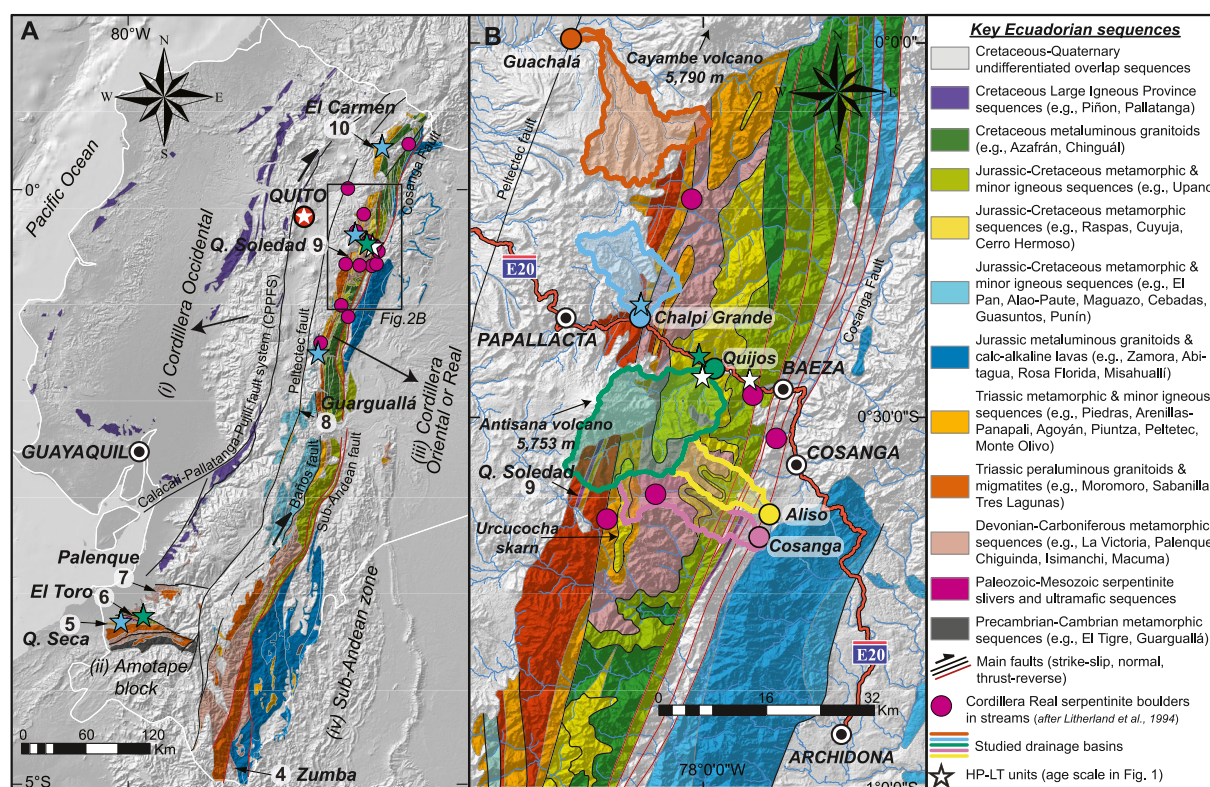 A
80°W
N
W
E
S
Pacific Ocean
El Carmen
10
0°
QUITO
Cosanga Fault
Q. Soledad 9
Fig.2B
(i) Cordillera Occidental
Calacalí-Pallatanga-Pujilí fault system (CPPFS)
Peltectec fault
(iii) Cordillera
Oriental or Real
Guarguallá
8
GUAYAQUIL
Baños fault
Sub-Andean fault
Palenque
7
El Toro
6
5
Q. Seca
(ii) Amotape
block
(iv) Sub-Andean zone
0 60 120
Km
4 Zumba
5°S
B
Guachalá
Cayambe volcano
5,790 m
0°0'0"
N
W
E
S
Peltectec fault
E20
PAPALLACTA
Chalpi Grande
Cosanga Fault
Quijos
BAEZA
0°30'0"S
Antisana volcano
5,753 m
COSANGA
Q. Soledad
9
Urcucocha
skarn
Aliso
Cosanga
E20
0 16 32
Km
ARCHIDONA
78°0'0"W
1°0'0"S
Key Ecuadorian sequences
Cretaceous-Quaternary
undifferentiated overlap sequences
Cretaceous Large Igneous Province
sequences (e.g., Piñon, Pallatanga)
Cretaceous metaluminous granitoids
(e.g., Azafrán, Chinguál)
Jurassic-Cretaceous metamorphic &
minor igneous sequences (e.g., Upano
Jurassic-Cretaceous metamorphic
sequences (e.g., Raspas, Cuyuja,
Cerro Hermoso)
Jurassic-Cretaceous metamorphic &
minor igneous sequences (e.g., El
Pan, Alao-Paute, Maguazo, Cebadas,
Guasuntos, Punín)
Jurassic metaluminous granitoids &
calc-alkaline lavas (e.g., Zamora, Abi-
tagua, Rosa Florida, Misahuallí)
Triassic metamorphic & minor igneous
sequences (e.g., Piedras, Arenillas-
Panapali, Agoyán, Piuntza, Peltetec,
Monte Olivo)
Triassic peraluminous granitoids &
migmatites (e.g., Moromoro, Sabanilla
Tres Lagunas)
Devonian-Carboniferous metamorphic
sequences (e.g., La Victoria, Palenque
Chiguinda, Isimanchi, Macuma)
Paleozoic-Mesozoic serpentinite
slivers and ultramafic sequences
Precambrian-Cambrian metamorphic
sequences (e.g., El Tigre, Guarguallá)
Main faults (strike-slip, normal,
thrust-reverse)
Cordillera Real serpentinite boulders
in streams (after Litherland et al., 1994)
Studied drainage basins
HP-LT units (age scale in Fig. 1)